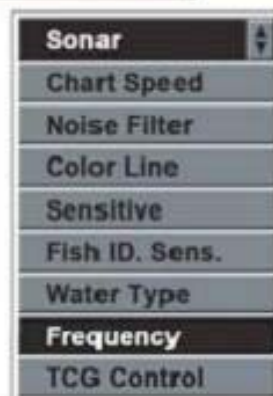 Sonar
Chart Speed
Noise Filter
Color Line
Sensitive
Fish ID. Sens.
Water Type
Frequency
TCG Control